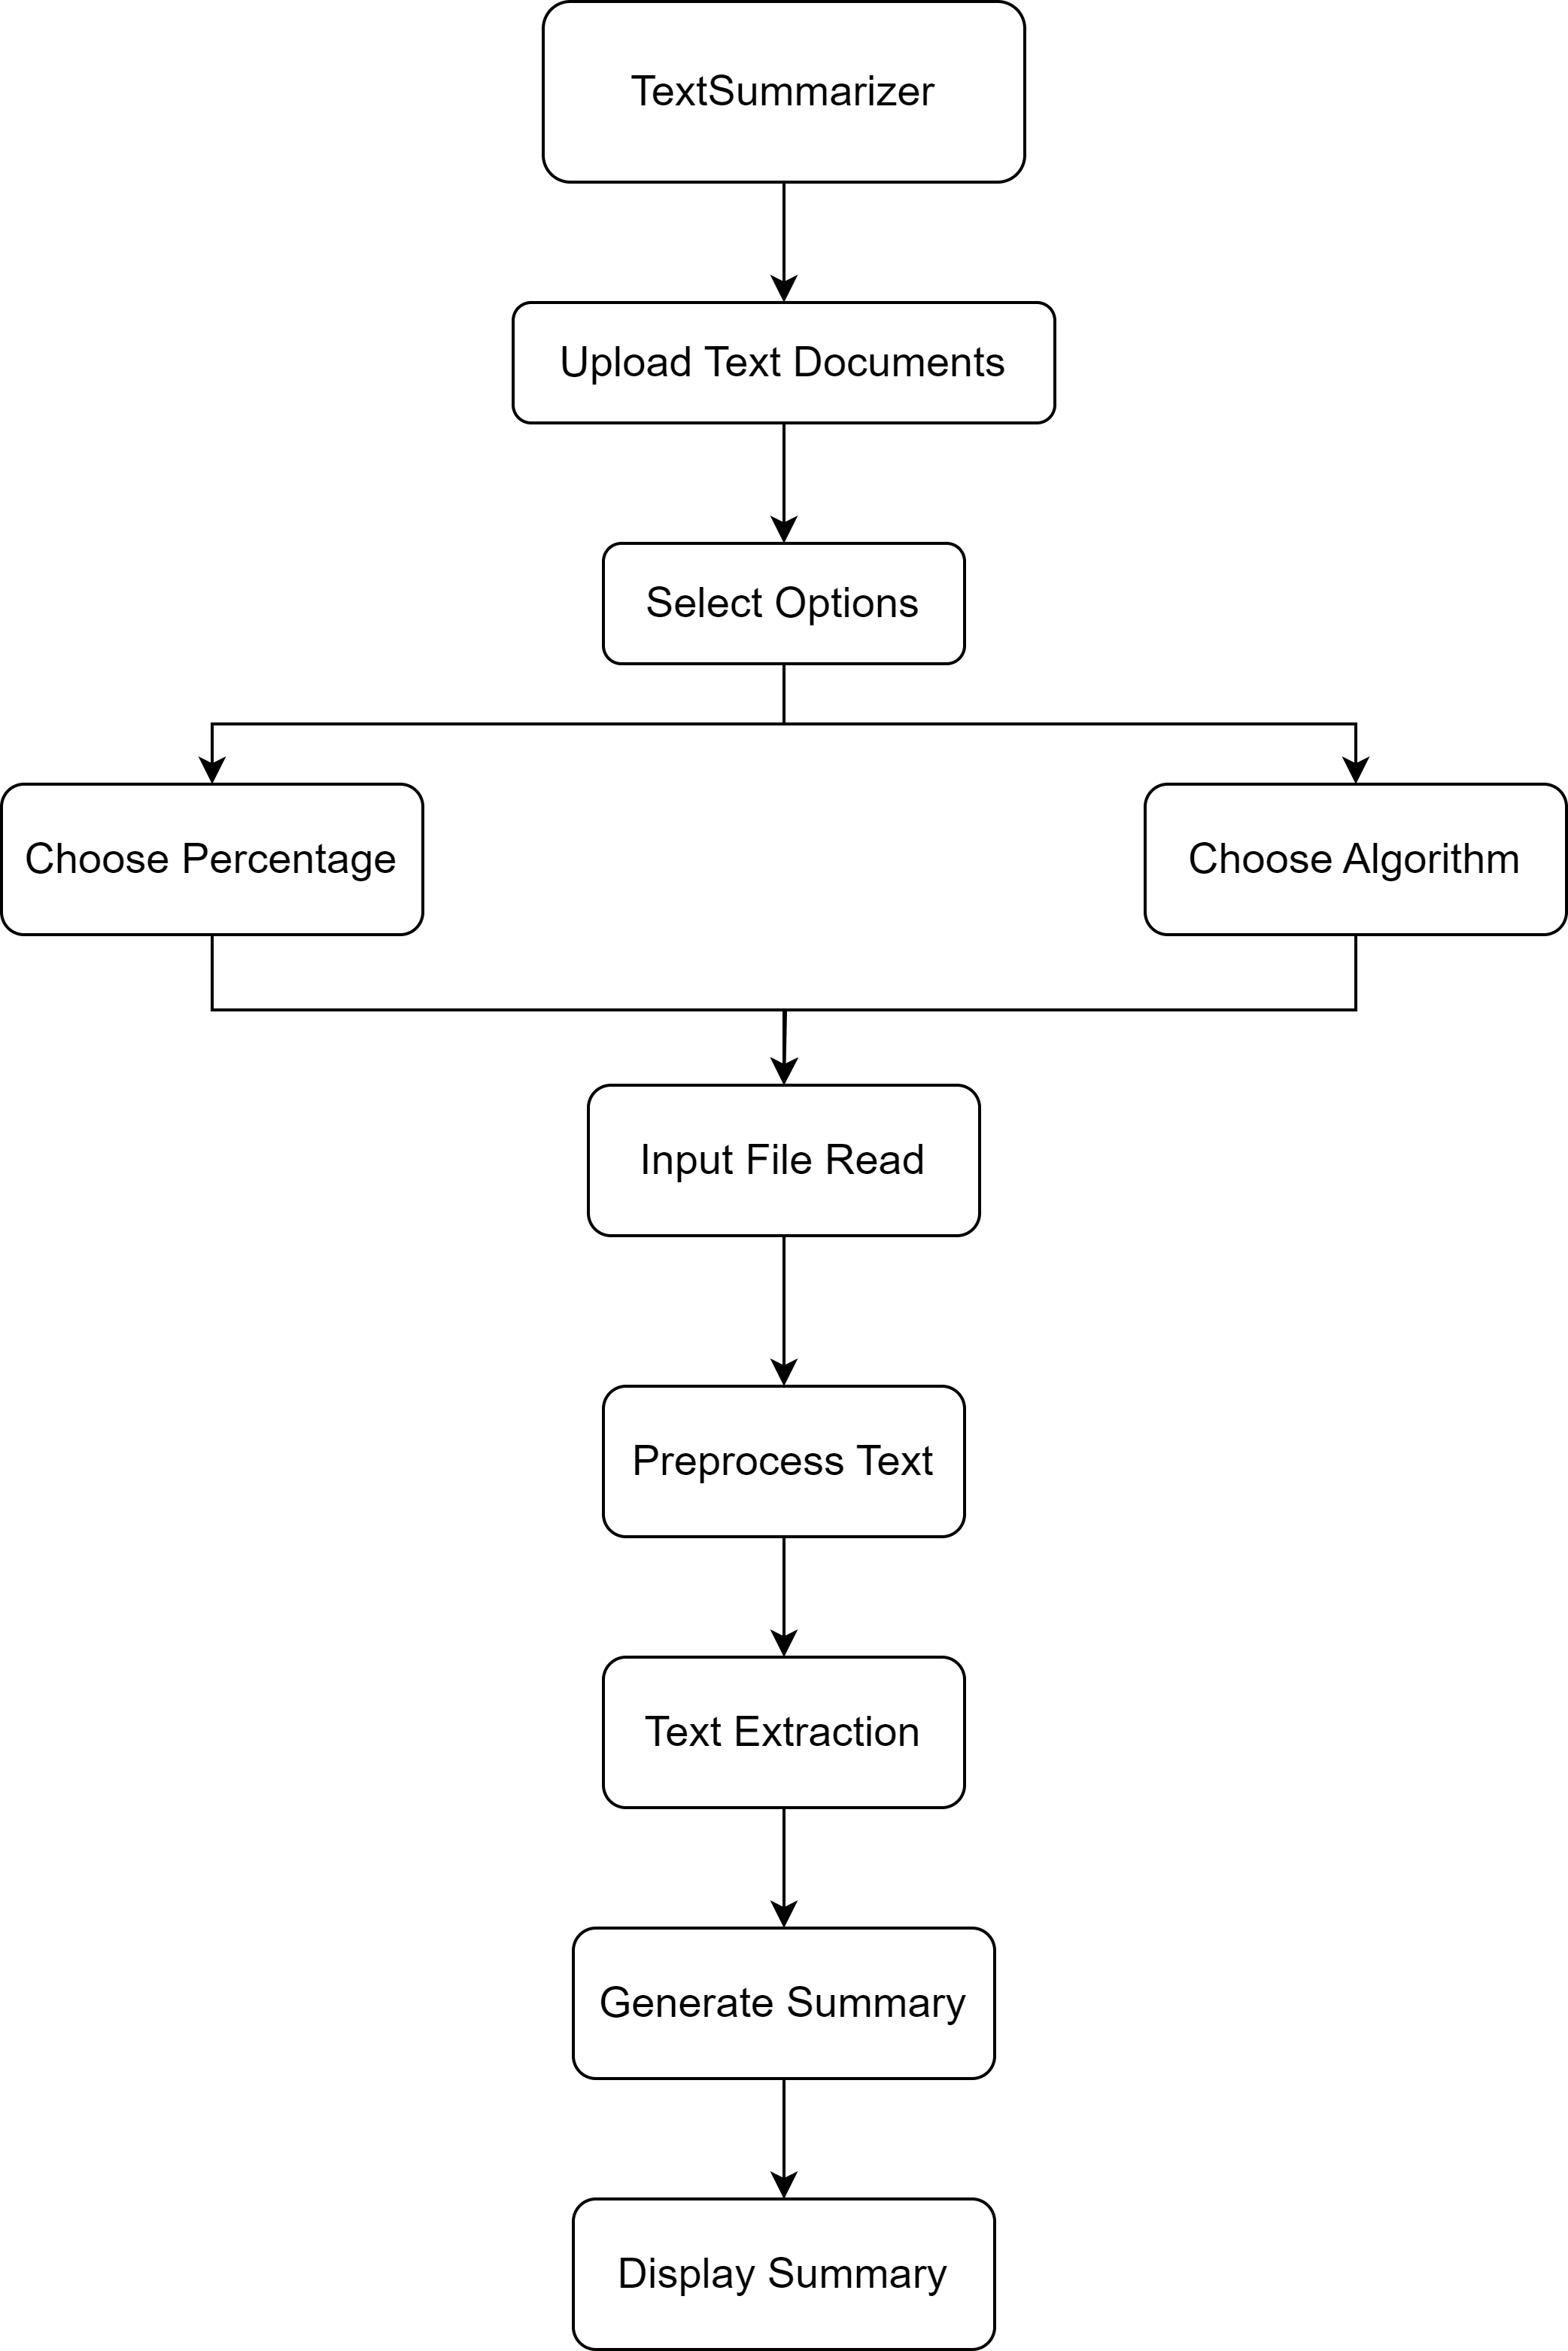 TextSummarizer
Upload Text Documents
Select Options
Choose Percentage
Choose Algorithm
Input File Read
Preprocess Text
Text Extraction
Generate Summary
Display Summary